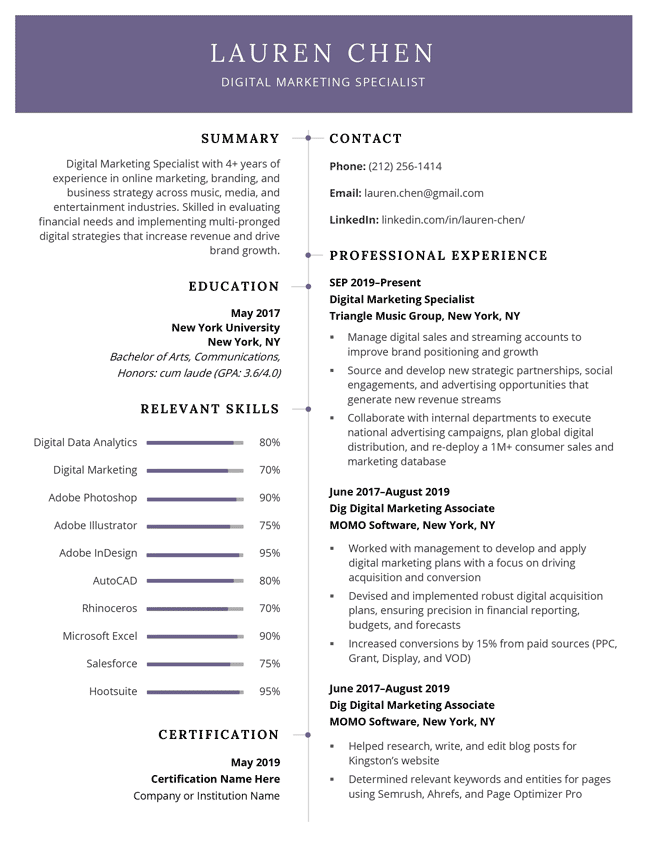 LAUREN CHEN
DIGITAL MARKETING SPECIALIST
SUMMARY
Digital Marketing Specialist with 4+ years of
experience in online marketing, branding, and
business strategy across music, media, and
entertainment industries. Skilled in evaluating
financial needs and implementing multi-pronged
digital strategies that increase revenue and drive
brand growth.
EDUCATION
May 2017
New York University
New York, NY
Bachelor of Arts, Communications,
Honors: cum laude (GPA: 3.6/4.0)
RELEVANT SKILLS
Digital Data Analytics 80%
Digital Marketing 70%
Adobe Photoshop 90%
Adobe Illustrator 75%
Adobe InDesign 95%
AutoCAD 80%
Rhinoceros 70%
Microsoft Excel 90%
Salesforce 75%
Hootsuite 95%
CERTIFICATION
May 2019
Certification Name Here
Company or Institution Name
CONTACT
Phone: (212) 256-1414
Email: lauren.chen@gmail.com
LinkedIn: linkedin.com/in/lauren-chen/
PROFESSIONAL EXPERIENCE
SEP 2019–Present
Digital Marketing Specialist
Triangle Music Group, New York, NY
▪ Manage digital sales and streaming accounts to
improve brand positioning and growth
▪ Source and develop new strategic partnerships, social
engagements, and advertising opportunities that
generate new revenue streams
▪ Collaborate with internal departments to execute
national advertising campaigns, plan global digital
distribution, and re-deploy a 1M+ consumer sales and
marketing database
June 2017–August 2019
Dig Digital Marketing Associate
MOMO Software, New York, NY
▪ Worked with management to develop and apply
digital marketing plans with a focus on driving
acquisition and conversion
▪ Devised and implemented robust digital acquisition
plans, ensuring precision in financial reporting,
budgets, and forecasts
▪ Increased conversions by 15% from paid sources (PPC,
Grant, Display, and VOD)
June 2017–August 2019
Dig Digital Marketing Associate
MOMO Software, New York, NY
▪ Helped research, write, and edit blog posts for
Kingston’s website
▪ Determined relevant keywords and entities for pages
using Semrush, Ahrefs, and Page Optimizer Pro